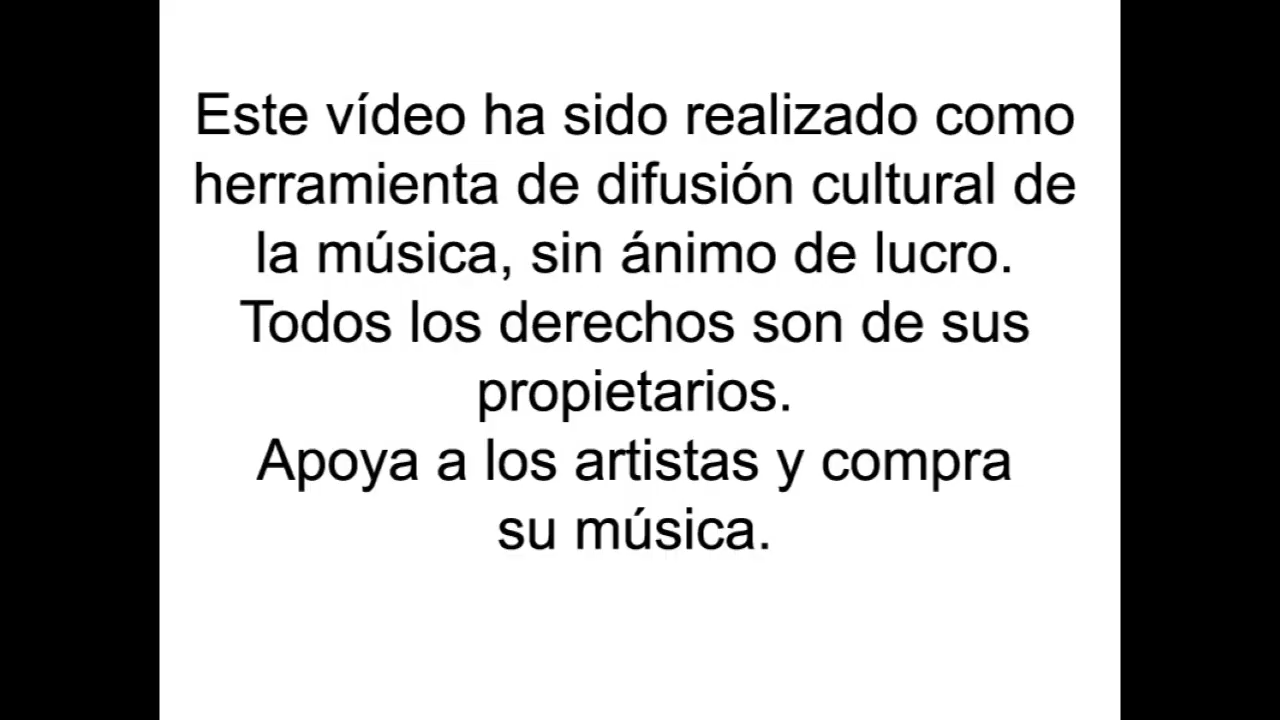 Este vídeo ha sido realizado como
herramienta de difusión cultural de
la música, sin ánimo de lucro.
Todos los derechos son de sus
propietarios.
Apoya a los artistas y compra
su música.